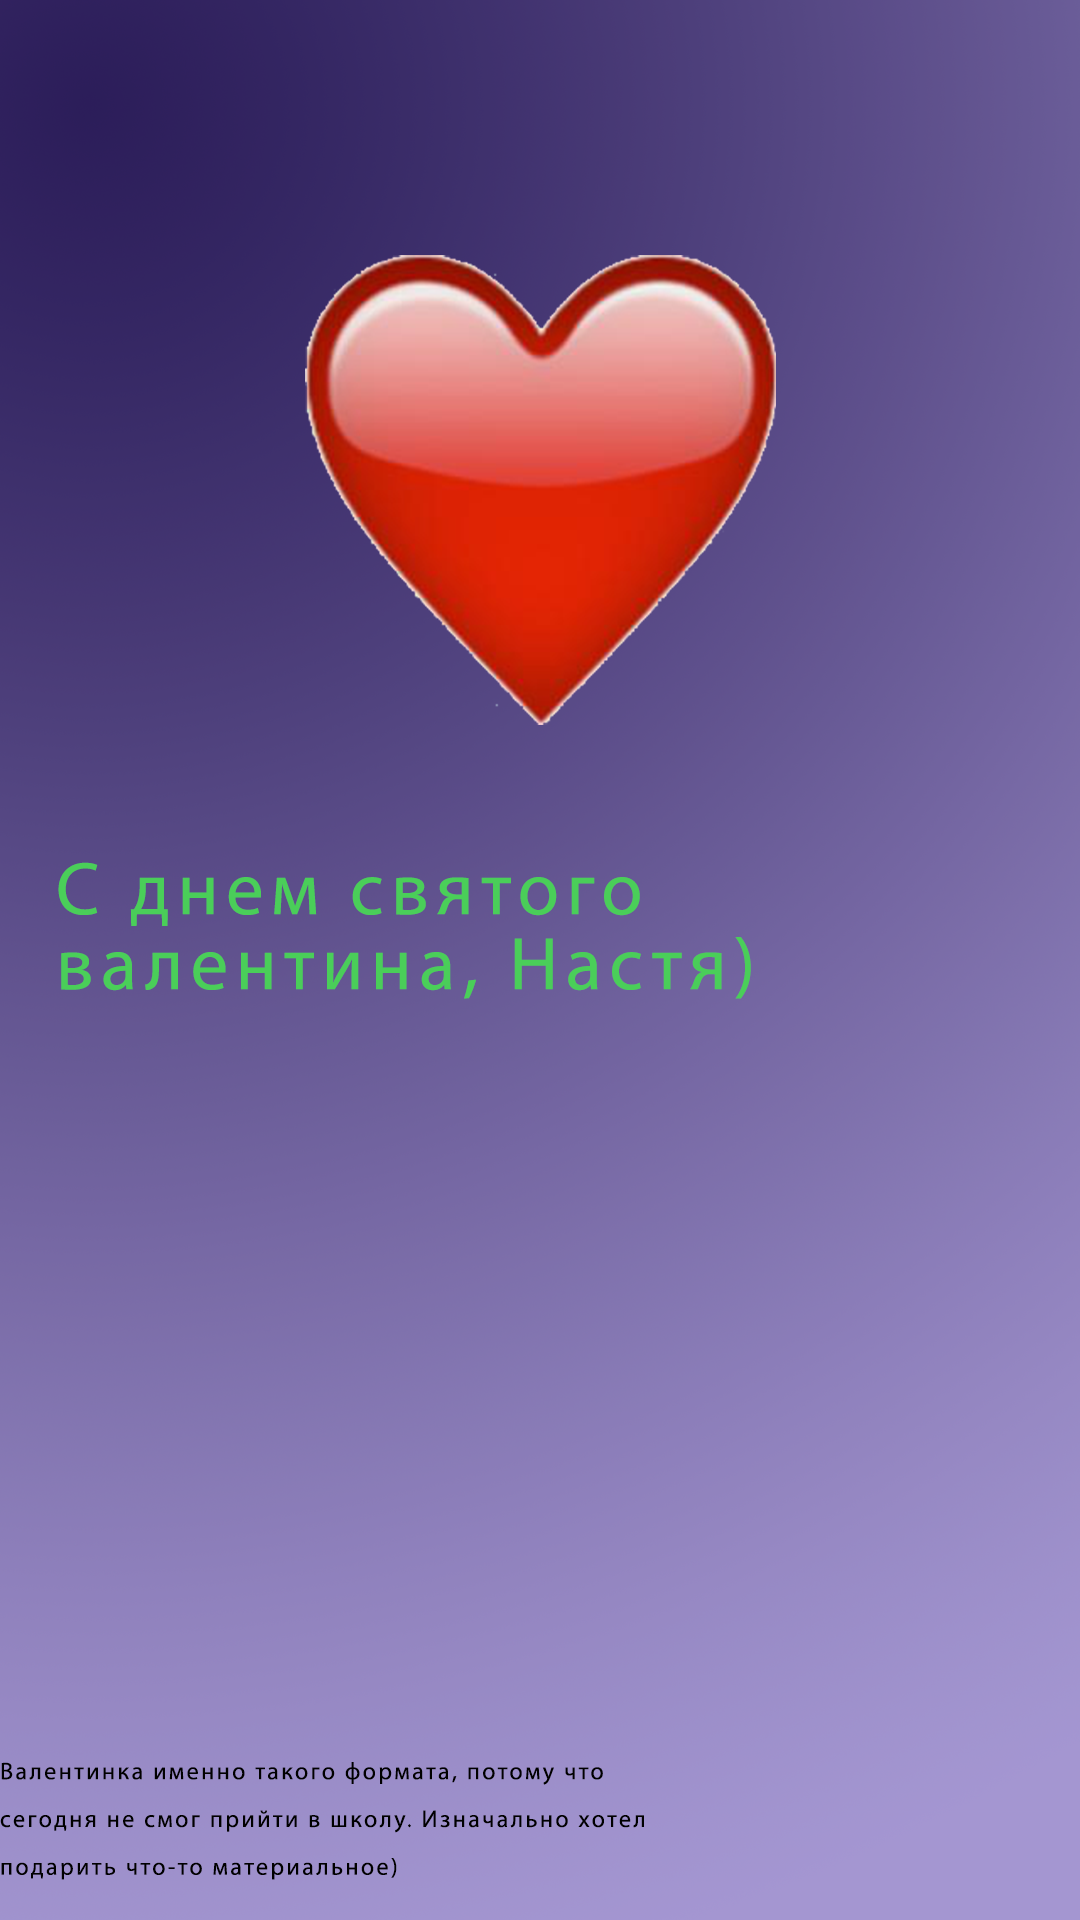 С днем святого
валентина, Настя)
Валентинка именно такого формата, потому что
сегодня не смог прийти в школу. Изначально хотел
подарить что-то материальное)